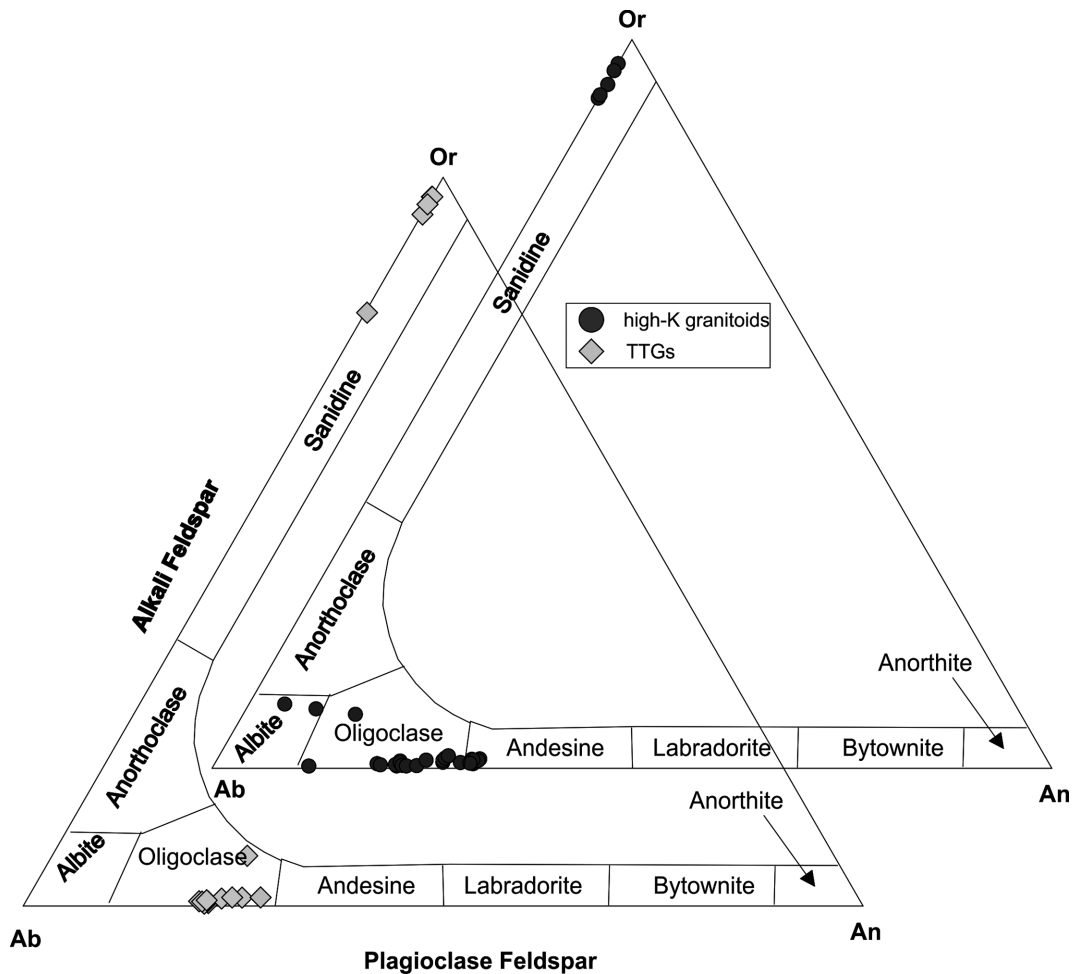 Or
Or
Sanidine
high-K granitoids
TTGs
Sanidine
Alkali Feldspar
Anorthoclase
Anorthite
Albite
Oligoclase
Andesine
Labradorite
Bytownite
Ab
An
Anorthoclase
Anorthite
Albite
Oligoclase
Andesine
Labradorite
Bytownite
Ab
An
Plagioclase Feldspar